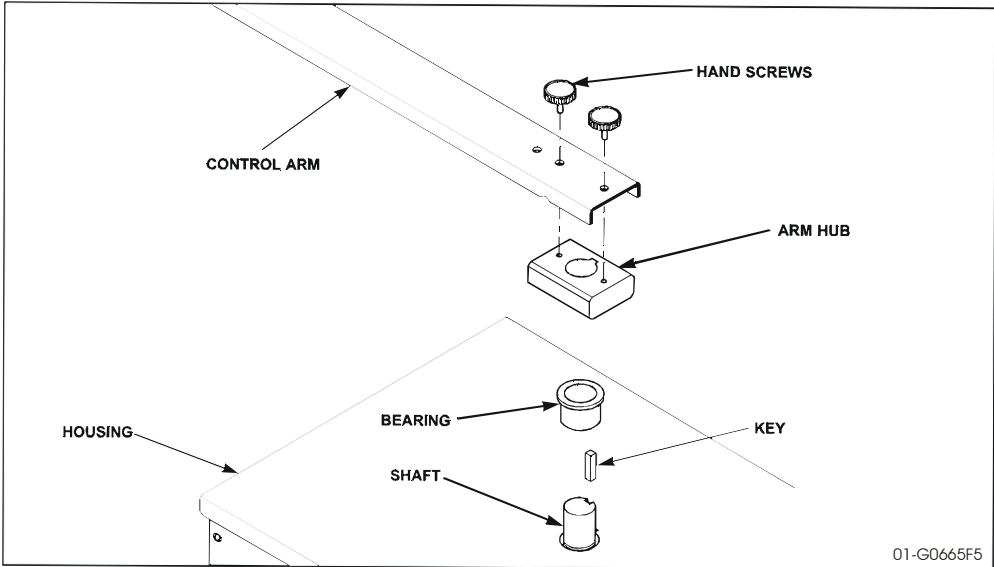 HAND SCREWS
CONTROL ARM
ARM HUB
BEARING
HOUSING
KEY
SHAFT
01-G0665F5